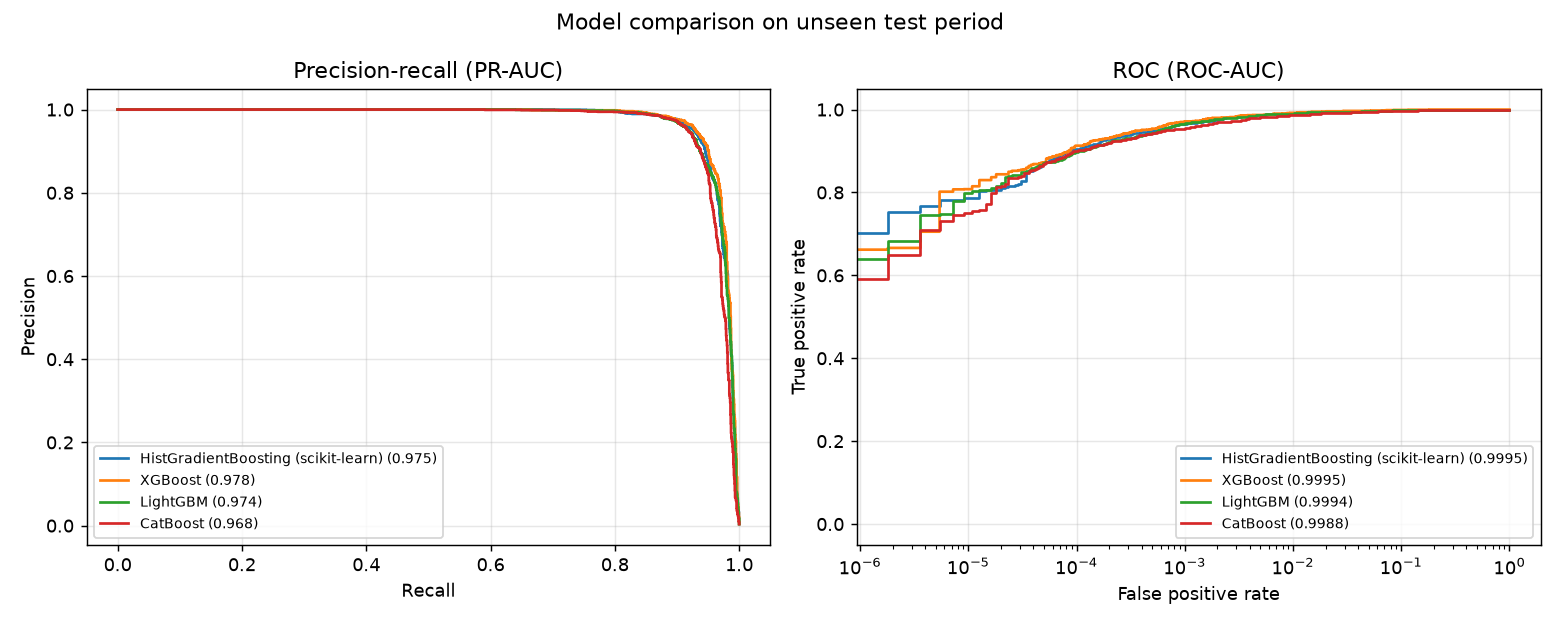 Model comparison on unseen test period
Precision-recall (PR-AUC)
Precision
1.0
0.8
0.6
0.4
0.2
0.0
HistGradientBoosting (scikit-learn) (0.975)
XGBoost (0.978)
LightGBM (0.974)
CatBoost (0.968)
0.0 0.2 0.4 0.6 0.8 1.0
Recall
ROC (ROC-AUC)
True positive rate
1.0
0.8
0.6
0.4
0.2
0.0
HistGradientBoosting (scikit-learn) (0.9995)
XGBoost (0.9995)
LightGBM (0.9994)
CatBoost (0.9988)
10⁻⁶ 10⁻⁵ 10⁻⁴ 10⁻³ 10⁻² 10⁻¹ 10⁰
False positive rate